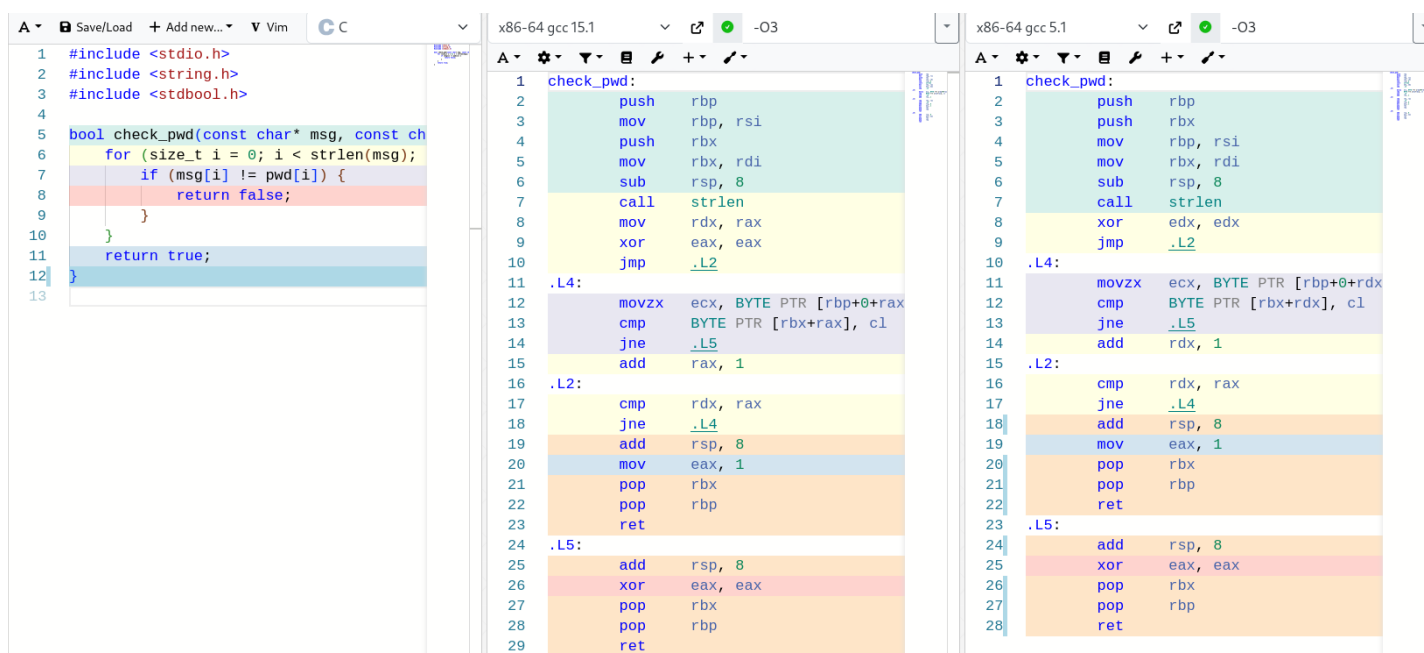 A Save/Load + Add new... Vim C C
1 #include <stdio.h>
2 #include <string.h>
3 #include <stdbool.h>
4
5 bool check_pwd(const char* msg, const ch
6 for (size_t i = 0; i < strlen(msg);
7 if (msg[i] != pwd[i]) {
8 return false;
9 }
10 }
11 return true;
12 }
13
x86-64 gcc 15.1 -O3
A
1 check_pwd:
2 push rbp
3 mov rbp, rsi
4 push rbx
5 mov rbx, rdi
6 sub rsp, 8
7 call strlen
8 mov rdx, rax
9 xor eax, eax
10 jmp .L2
11 .L4:
12 movzx ecx, BYTE PTR [rbp+0+rax
13 cmp BYTE PTR [rbx+rax], cl
14 jne .L5
15 add rax, 1
16 .L2:
17 cmp rdx, rax
18 jne .L4
19 add rsp, 8
20 mov eax, 1
21 pop rbx
22 pop rbp
23 ret
24 .L5:
25 add rsp, 8
26 xor eax, eax
27 pop rbx
28 pop rbp
29 ret
x86-64 gcc 5.1 -O3
A
1 check_pwd:
2 push rbp
3 push rbx
4 mov rbp, rsi
5 mov rbx, rdi
6 sub rsp, 8
7 call strlen
8 xor edx, edx
9 jmp .L2
10 .L4:
11 movzx ecx, BYTE PTR [rbp+0+rdx
12 cmp BYTE PTR [rbx+rdx], cl
13 jne .L5
14 add rdx, 1
15 .L2:
16 cmp rdx, rax
17 jne .L4
18 add rsp, 8
19 mov eax, 1
20 pop rbx
21 pop rbp
22 ret
23 .L5:
24 add rsp, 8
25 xor eax, eax
26 pop rbx
27 pop rbp
28 ret